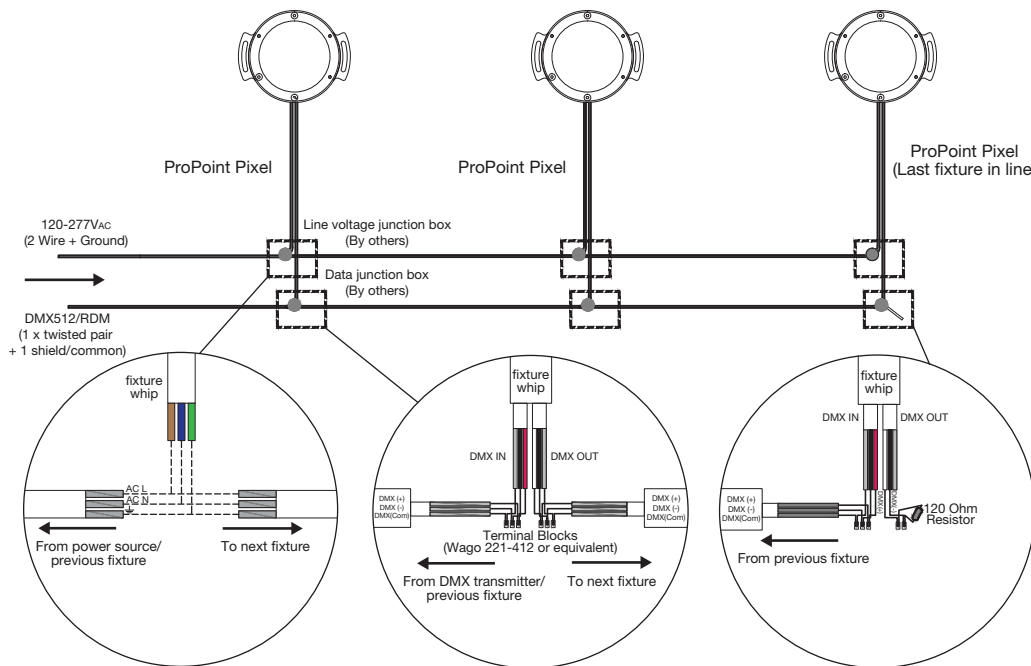 ProPoint Pixel
ProPoint Pixel
ProPoint Pixel
(Last fixture in line)
120-277VAC
(2 Wire + Ground)
Line voltage junction box
(By others)
Data junction box
(By others)
DMX512/RDM
(1 x twisted pair
+ 1 shield/common)
fixture
whip
AC L
AC N
From power source/
previous fixture
To next fixture
fixture
whip
DMX IN
DMX OUT
DMX (+)
DMX (-)
DMX(Com)
DMX (+)
DMX (-)
DMX(Com)
Terminal Blocks
(Wago 221-412 or equivalent)
From DMX transmitter/
previous fixture
To next fixture
fixture
whip
DMX IN
DMX OUT
DMX (+)
DMX (-)
DMX(Com)
120 Ohm
Resistor
From previous fixture